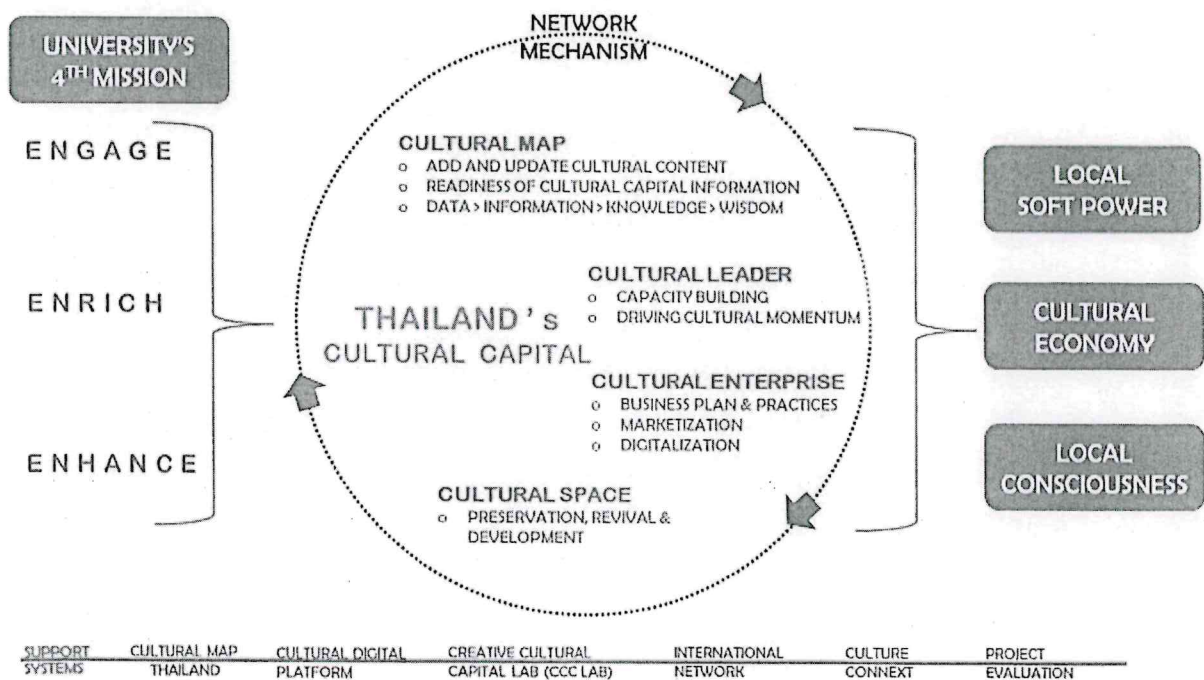 UNIVERSITY'S
4TH MISSION
ENGAGE
ENRICH
ENHANCE
NETWORK
MECHANISM
CULTURAL MAP
o ADD AND UPDATE CULTURAL CONTENT
o READINESS OF CULTURAL CAPITAL INFORMATION
o DATA > INFORMATION > KNOWLEDGE > WISDOM
THAILAND's
CULTURAL CAPITAL
CULTURAL LEADER
o CAPACITY BUILDING
o DRIVING CULTURAL MOMENTUM
CULTURAL ENTERPRISE
o BUSINESS PLAN & PRACTICES
o MARKETIZATION
o DIGITALIZATION
CULTURAL SPACE
o PRESERVATION, REVIVAL &
DEVELOPMENT
LOCAL
SOFT POWER
CULTURAL
ECONOMY
LOCAL
CONSCIOUSNESS
SUPPORT
SYSTEMS
CULTURAL MAP
THAILAND
CULTURAL DIGITAL
PLATFORM
CREATIVE CULTURAL
CAPITAL LAB (CCC LAB)
INTERNATIONAL
NETWORK
CULTURE
CONNEXT
PROJECT
EVALUATION